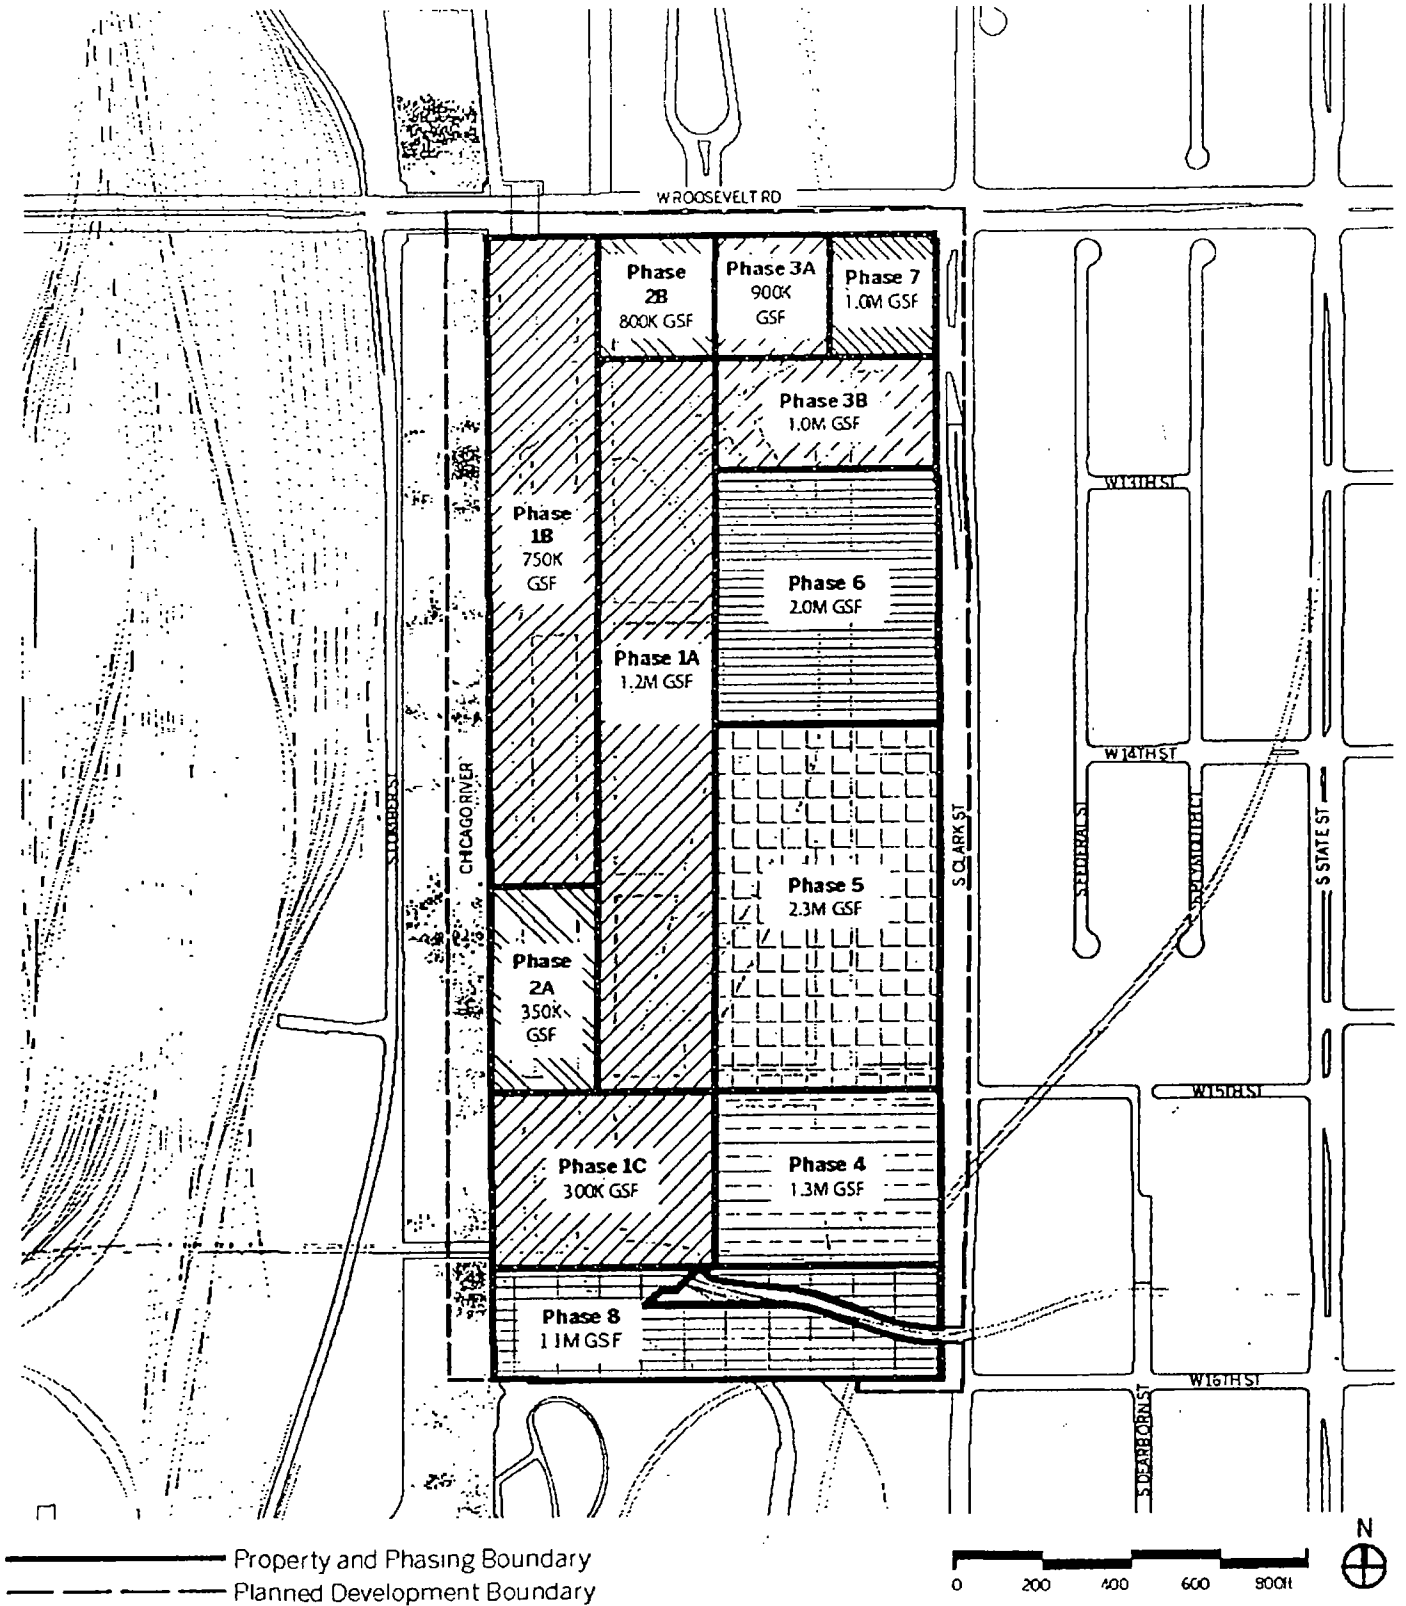 W ROOSEVELT RD
Phase
2B
800K GSF
Phase 3A
900K
GSF
Phase 7
1.0M GSF
Phase 3B
1.0M GSF
W 13TH ST
Phase
1B
750K
GSF
Phase 6
2.0M GSF
Phase 1A
1.2M GSF
W 14TH ST
S LUMBER ST
CHICAGO RIVER
S CLARK ST
S FEDERAL ST
S PLYMOUTH CT
S STATE ST
Phase 5
2.3M GSF
Phase
2A
350K
GSF
W 15TH ST
Phase 1C
300K GSF
Phase 4
1.3M GSF
Phase 8
1.1M GSF
W 16TH ST
S DEARBORN ST
N
Property and Phasing Boundary
Planned Development Boundary
0 200 400 600 800ft